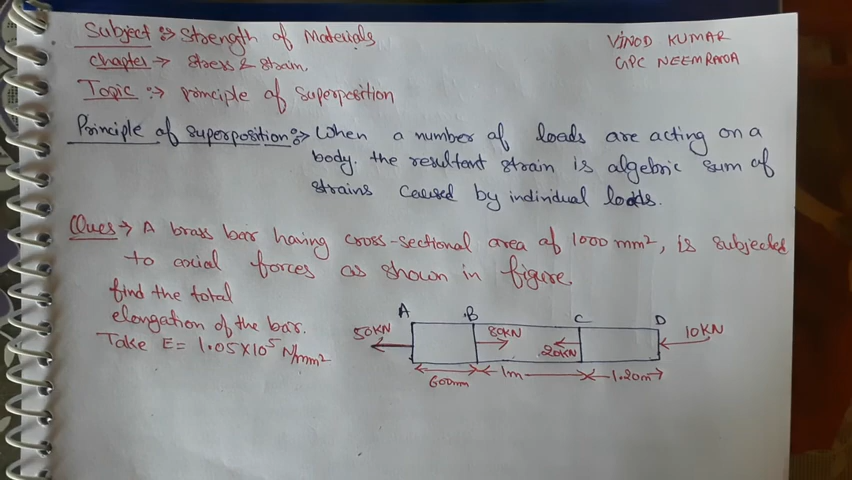 Subject :→ Strength of Materials
VINOD KUMAR
Chapter → Stress & Strain.
GPC NEEMRANA
Topic :→ principle of superposition
Principle of superposition :→ When a number of loads are acting on a
body. the resultant strain is algebric sum of
strains caused by individual loads.
Ques → A brass bar having cross-sectional area of 1000 mm², is subjected
to axial forces as shown in figure.
find the total
elongation of the bar.
Take E = 1.05 X 10⁵ N/mm²
A B C D
50KN 80KN 20KN 10KN
600mm 1m 1.20m